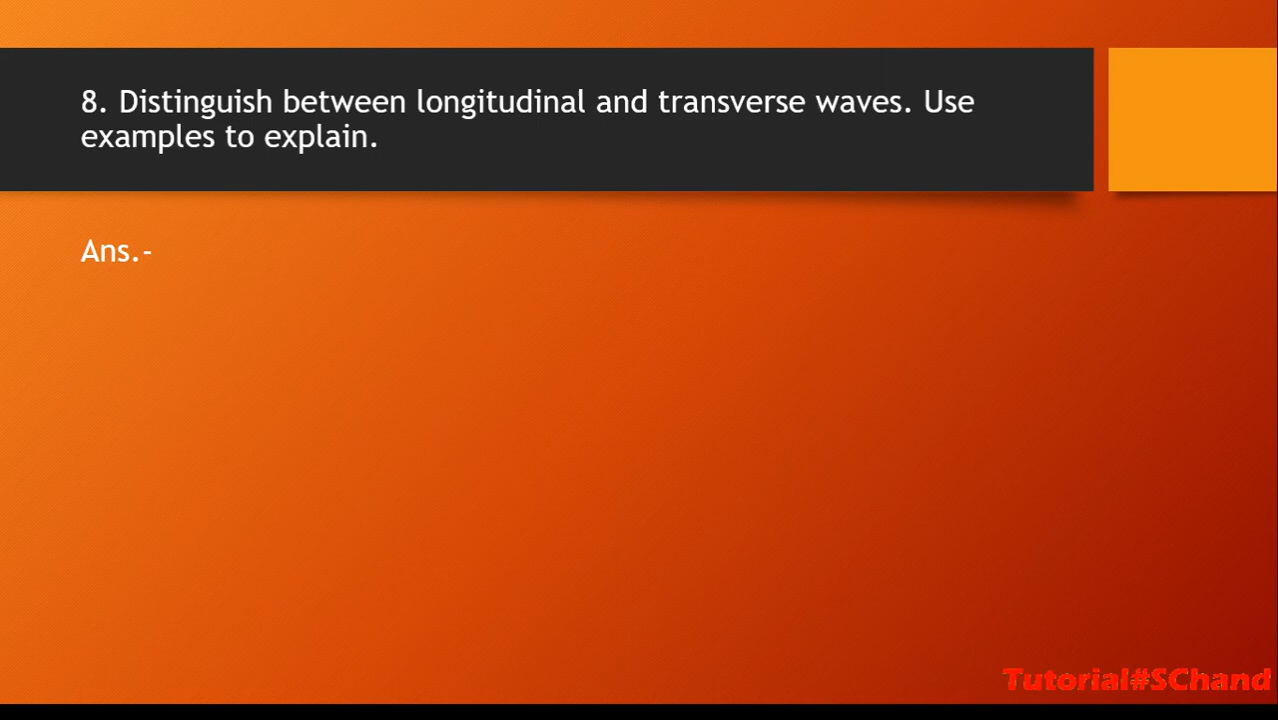 8. Distinguish between longitudinal and transverse waves. Use
examples to explain.
Ans.-
Tutorial#SChand